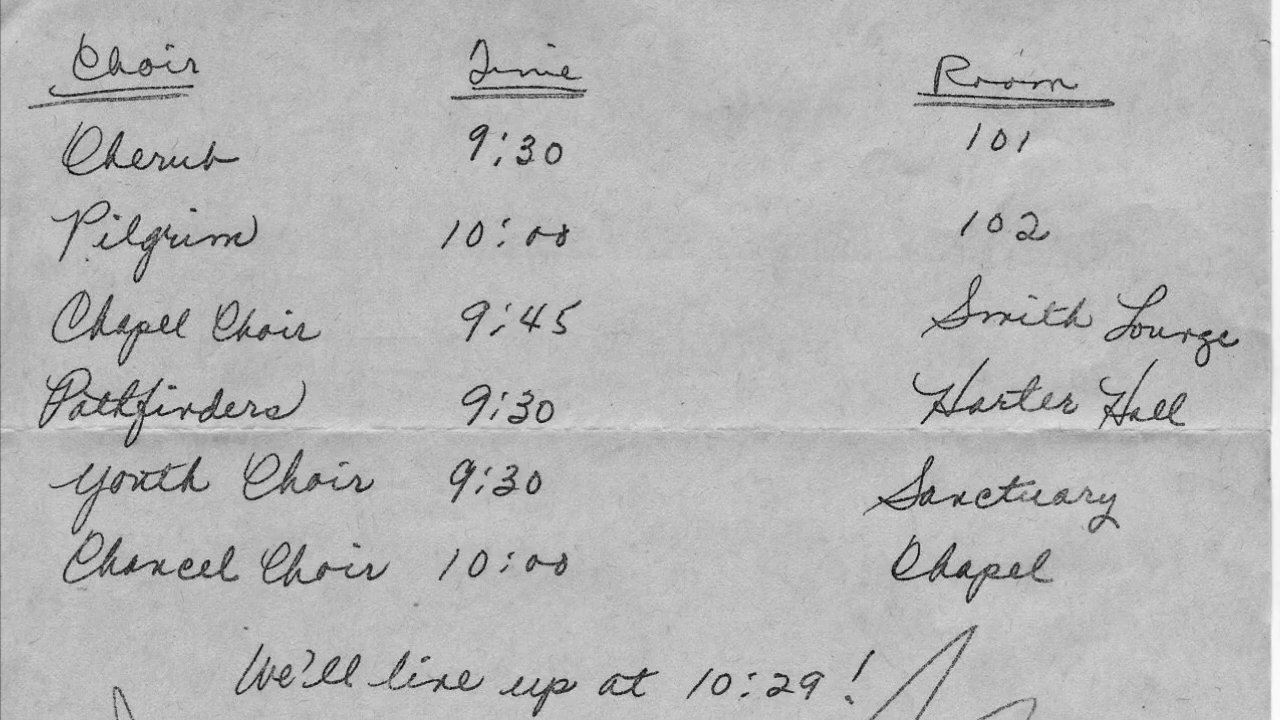 Choir Time Room
Cherub 9:30 101
Pilgrim 10:00 102
Chapel Choir 9:45 Smith Lounge
Pathfinders 9:30 Harter Hall
Youth Choir 9:30 Sanctuary
Chancel Choir 10:00 Chapel
We'll line up at 10:29!